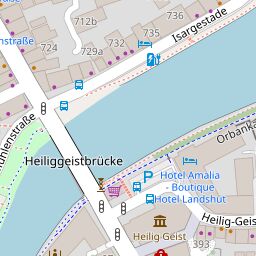 736
712b
732
735
nstraße
724
729a
Isargestade
ühlenstraße
Orbank
Heiliggeistbrücke
Hotel Amalia
Boutique
Hotel Landshut
Heilig-Geis
Heilig-Geist
393